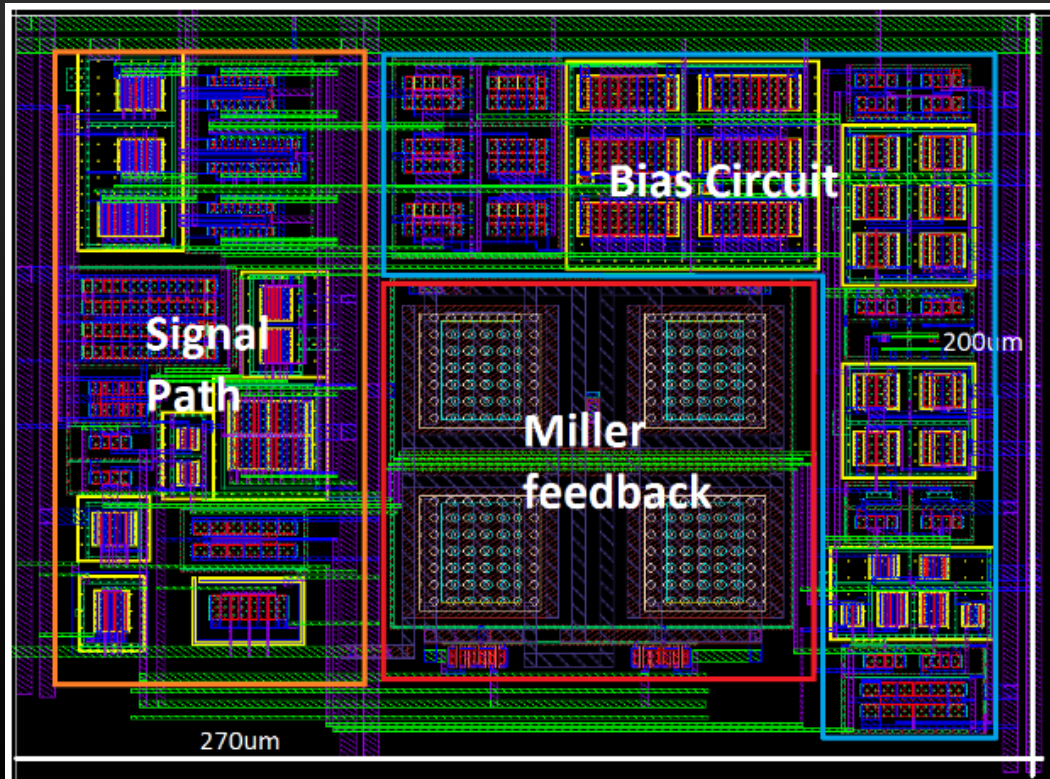 Bias Circuit
Signal
Path
200um
Miller
feedback
270um